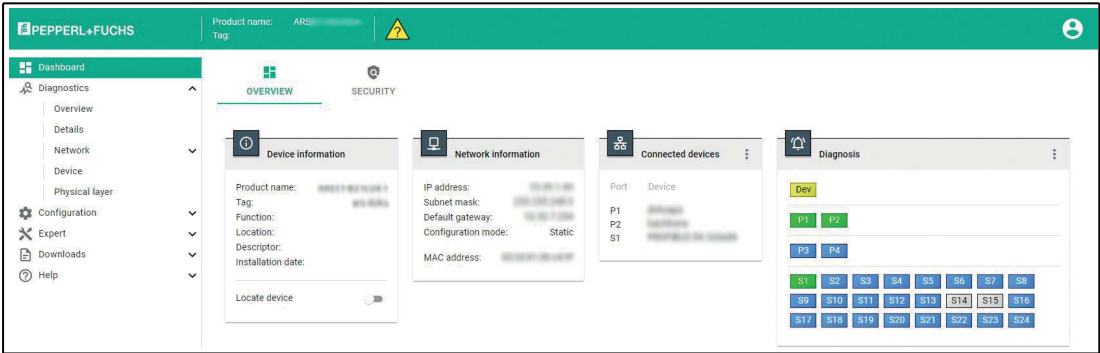 PEPPERL+FUCHS
Product name: ARS
Tag:
Dashboard
Diagnostics
Overview
Details
Network
Device
Physical layer
Configuration
Expert
Downloads
Help
OVERVIEW
SECURITY
Device information
Product name:
Tag:
Function:
Location:
Descriptor:
Installation date:
Locate device
Network information
IP address:
Subnet mask:
Default gateway:
Configuration mode: Static
MAC address:
Connected devices
Port Device
P1
P2
S1
Diagnosis
Dev
P1 P2
P3 P4
S1 S2 S3 S4 S5 S6 S7 S8
S9 S10 S11 S12 S13 S14 S15 S16
S17 S18 S19 S20 S21 S22 S23 S24